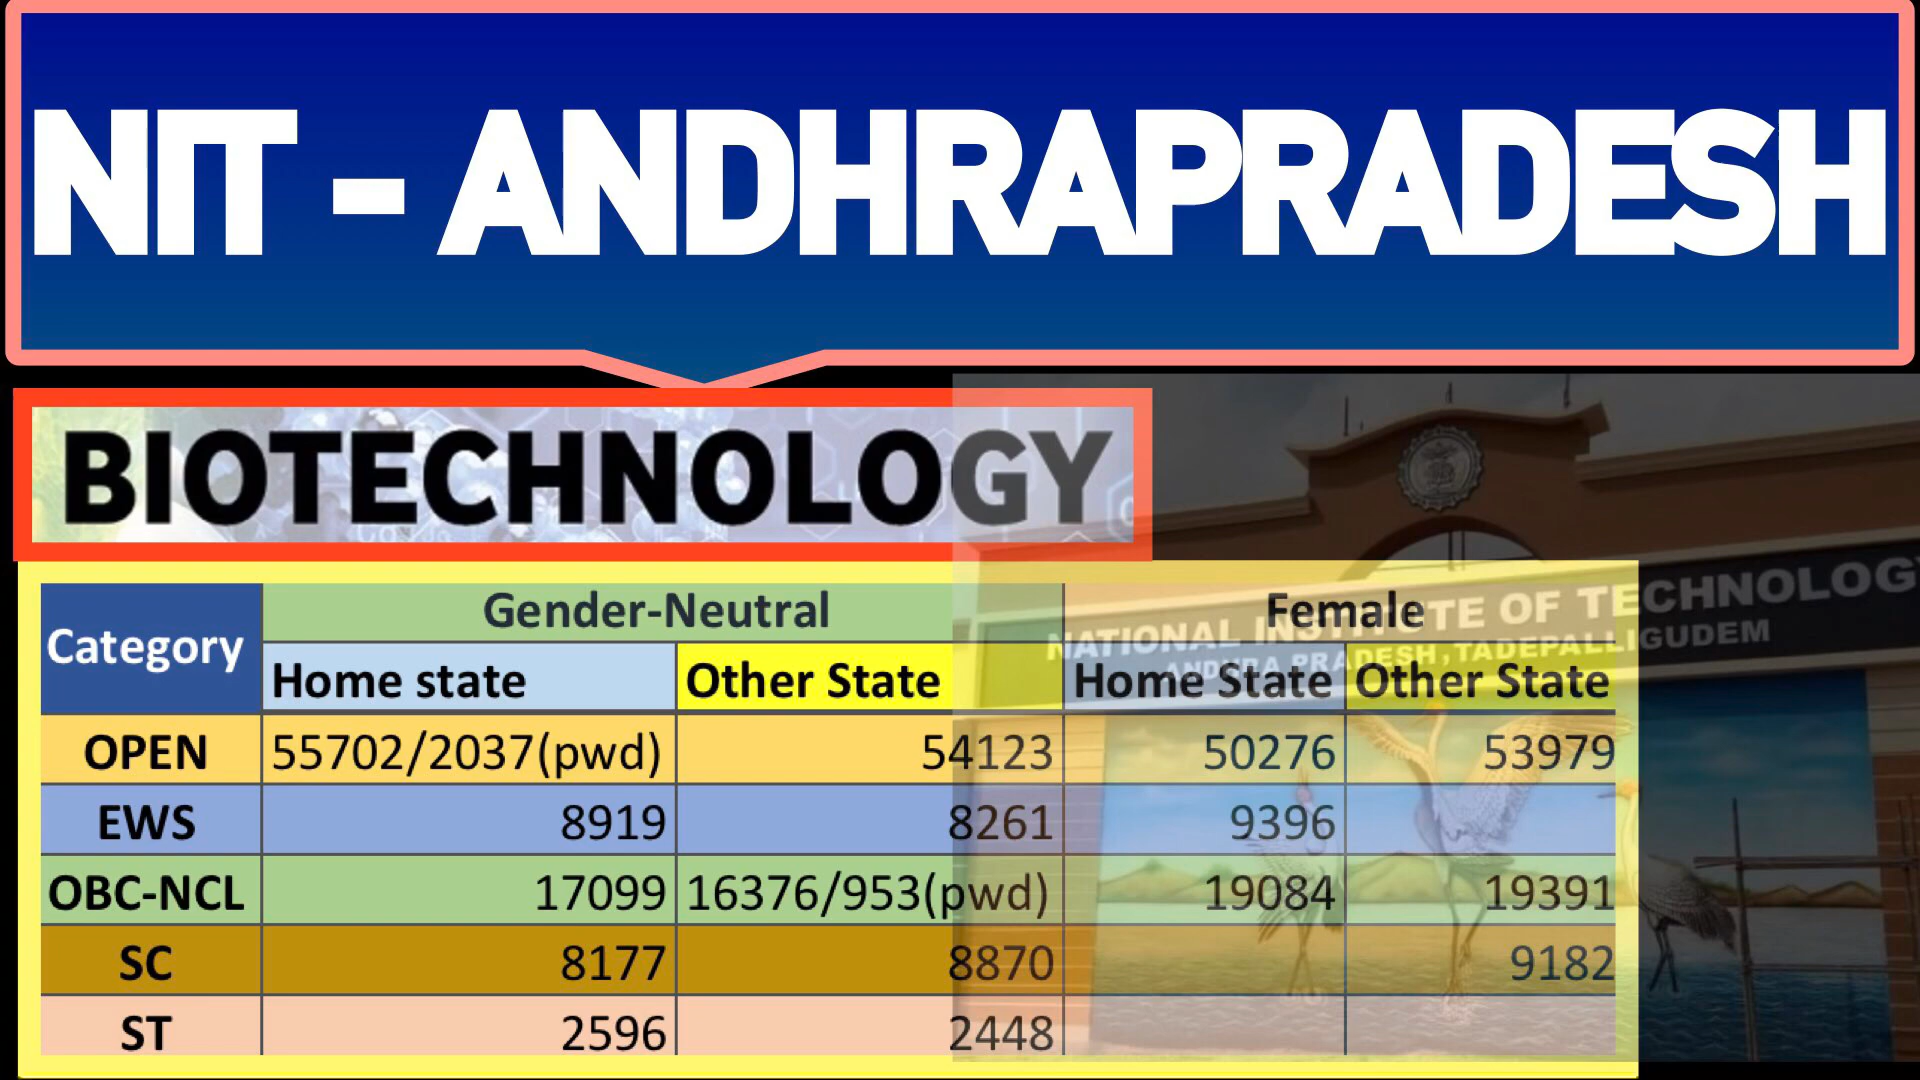 NIT - ANDHRAPRADESH
BIOTECHNOLOGY
Category Gender-Neutral Female
Home state Other State Home State Other State
OPEN 55702/2037(pwd) 54123 50276 53979
EWS 8919 8261 9396
OBC-NCL 17099 16376/953(pwd) 19084 19391
SC 8177 8870 9182
ST 2596 2448
NATIONAL INSTITUTE OF TECHNOLOGY
ANDHRA PRADESH, TADEPALLIGUDEM